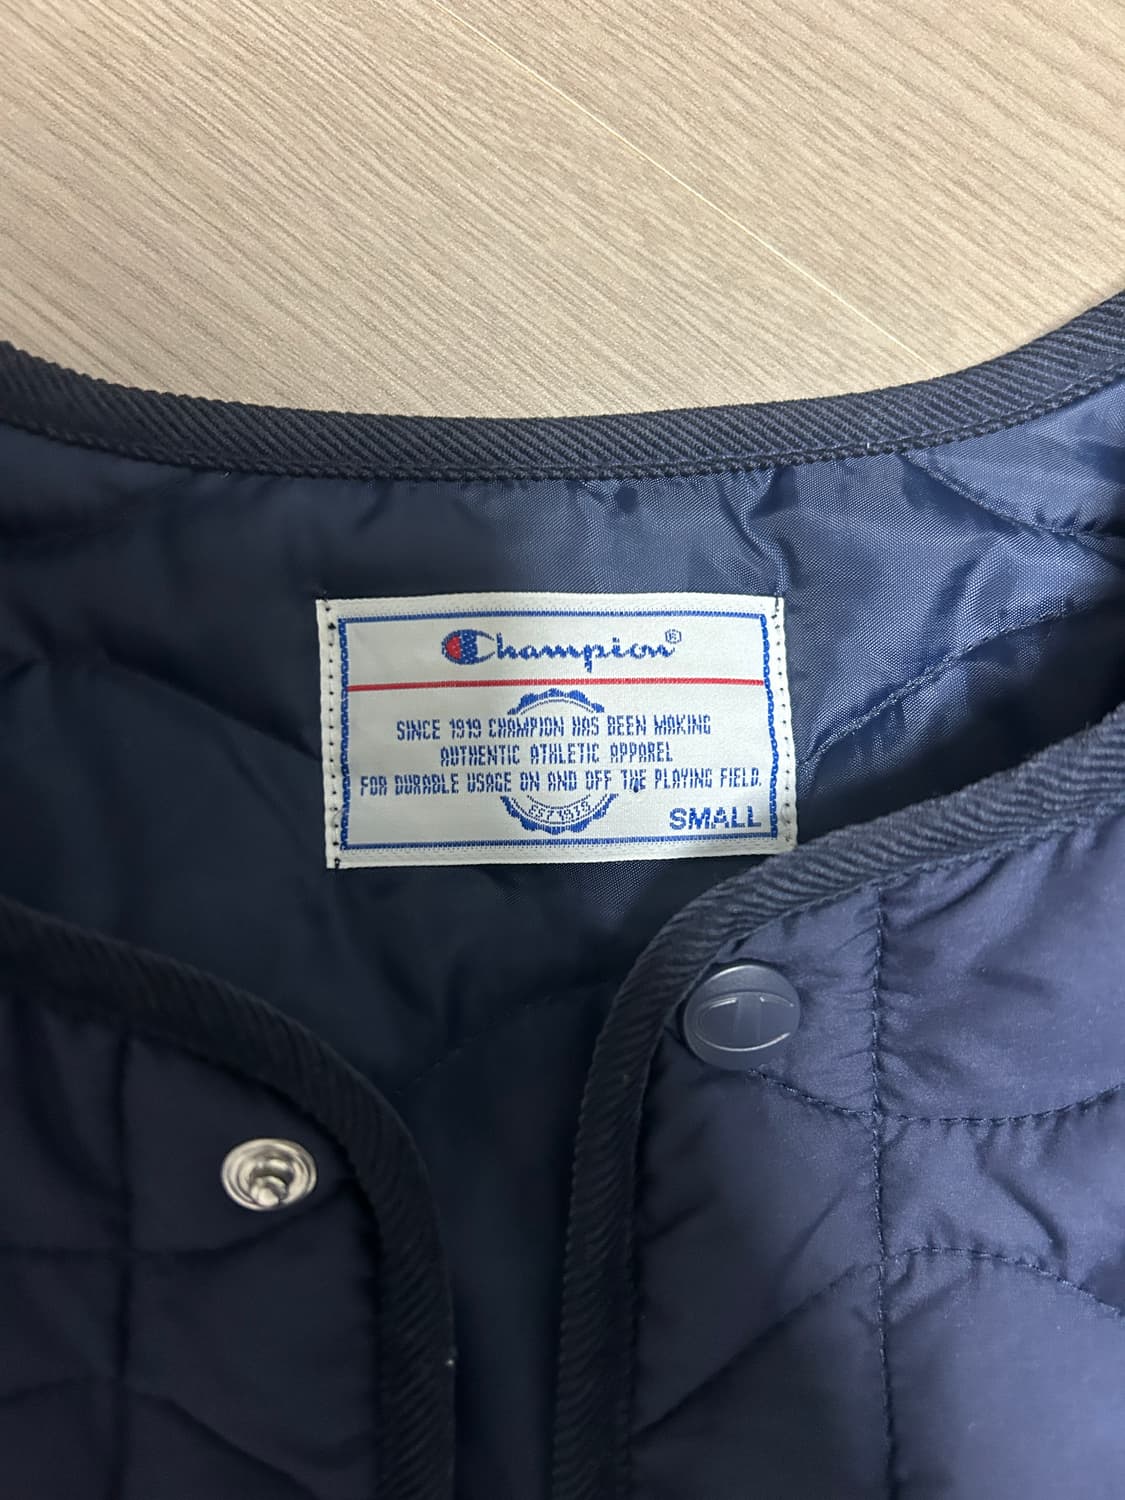 Champion®
SINCE 1919 CHAMPION HAS BEEN MAKING
AUTHENTIC ATHLETIC APPAREL
FOR DURABLE USAGE ON AND OFF THE PLAYING FIELD.
EST 1919
SMALL